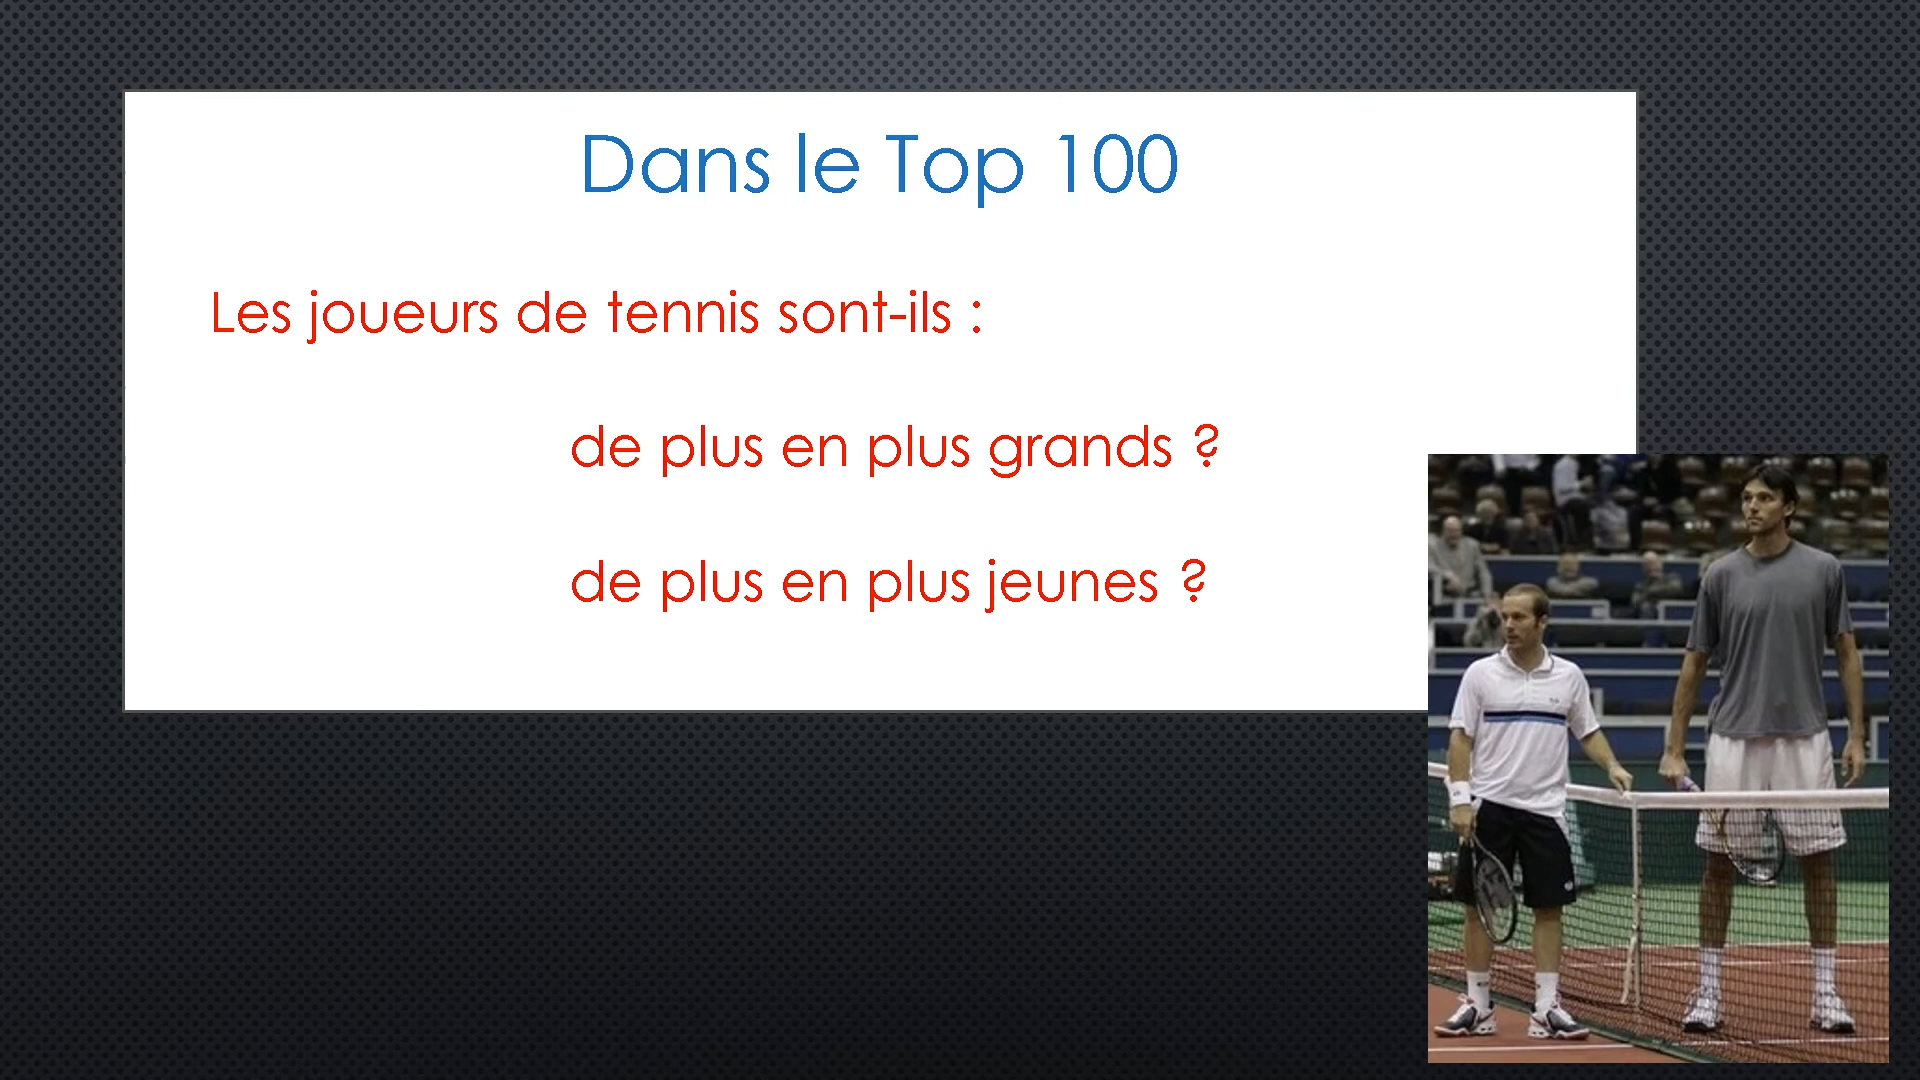 Dans le Top 100
Les joueurs de tennis sont-ils :
de plus en plus grands ?
de plus en plus jeunes ?